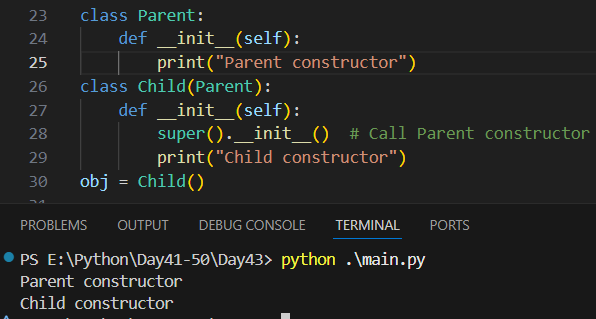 23 class Parent:
24     def __init__(self):
25         print("Parent constructor")
26 class Child(Parent):
27     def __init__(self):
28         super().__init__()  # Call Parent constructor
29         print("Child constructor")
30 obj = Child()
PROBLEMS OUTPUT DEBUG CONSOLE TERMINAL PORTS
PS E:\Python\Day41-50\Day43> python .\main.py
Parent constructor
Child constructor